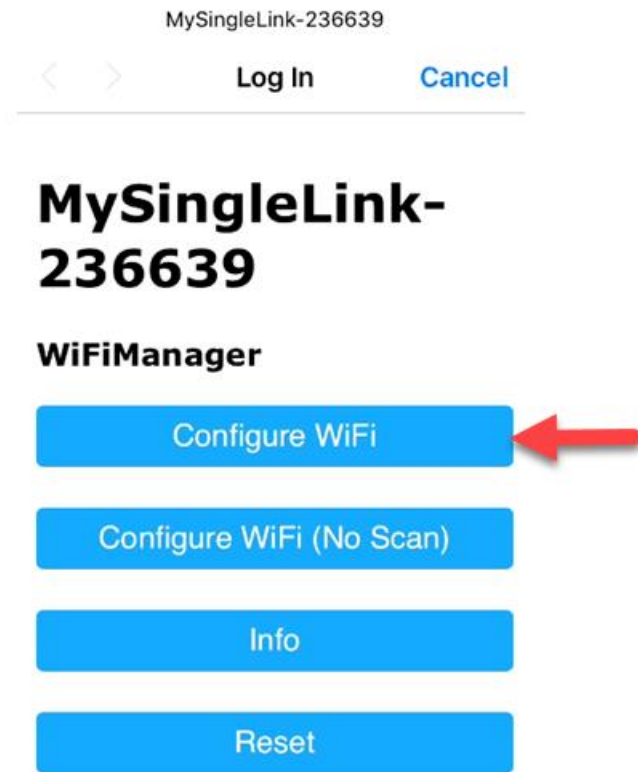 MySingleLink-236639
Log In Cancel
MySingleLink-
236639
WiFiManager
Configure WiFi
Configure WiFi (No Scan)
Info
Reset